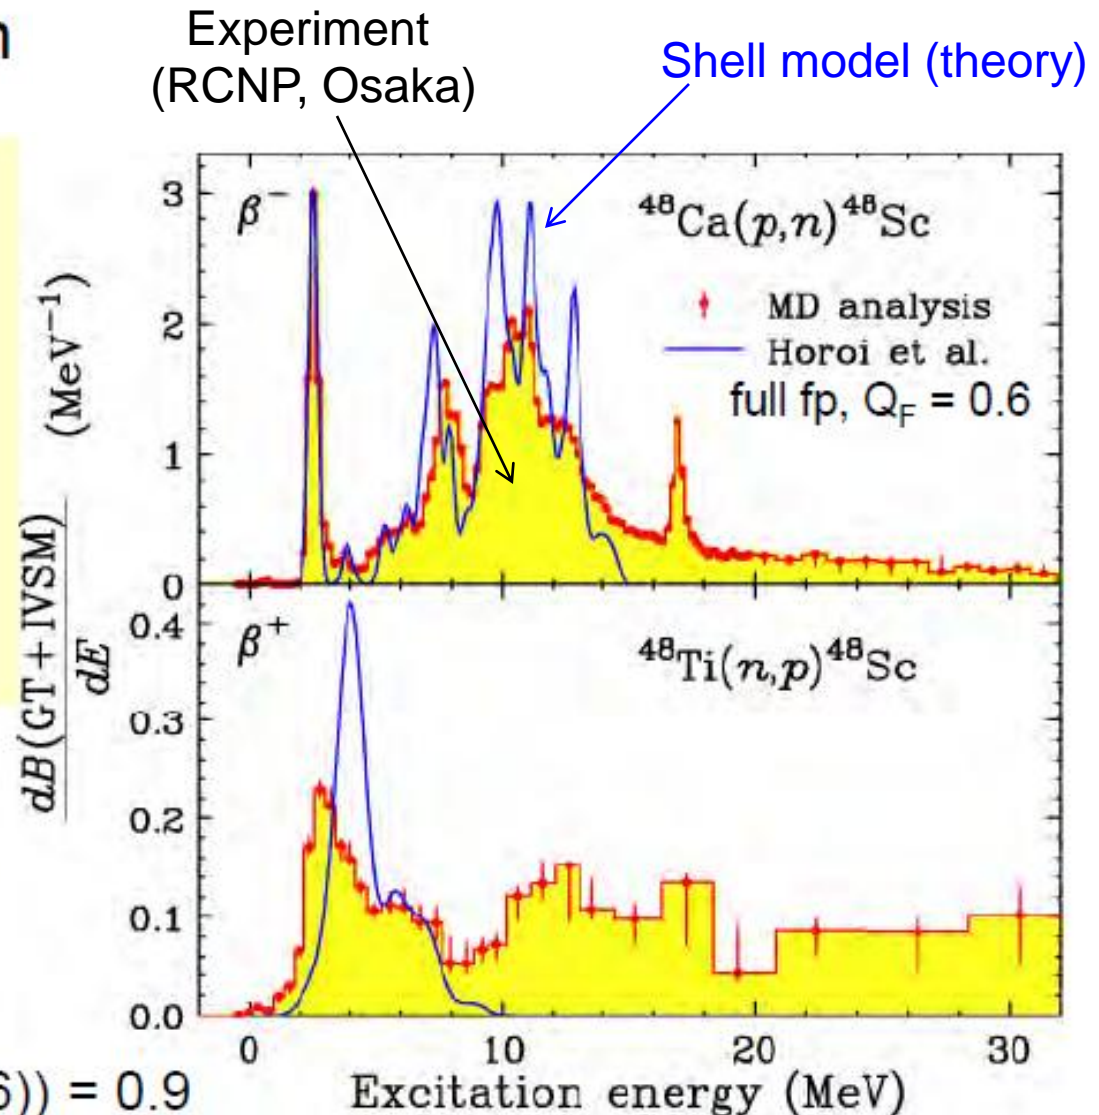 n
Experiment
(RCNP, Osaka)
Shell model (theory)
β⁻
⁴⁸Ca(p,n)⁴⁸Sc
MD analysis
Horoi et al.
full fp, Q_F = 0.6
3
2
1
0
dB(GT+IVSM)
dE
(MeV⁻¹)
β⁺
⁴⁸Ti(n,p)⁴⁸Sc
0.4
0.3
0.2
0.1
0.0
0 10 20 30
Excitation energy (MeV)
)) = 0.9